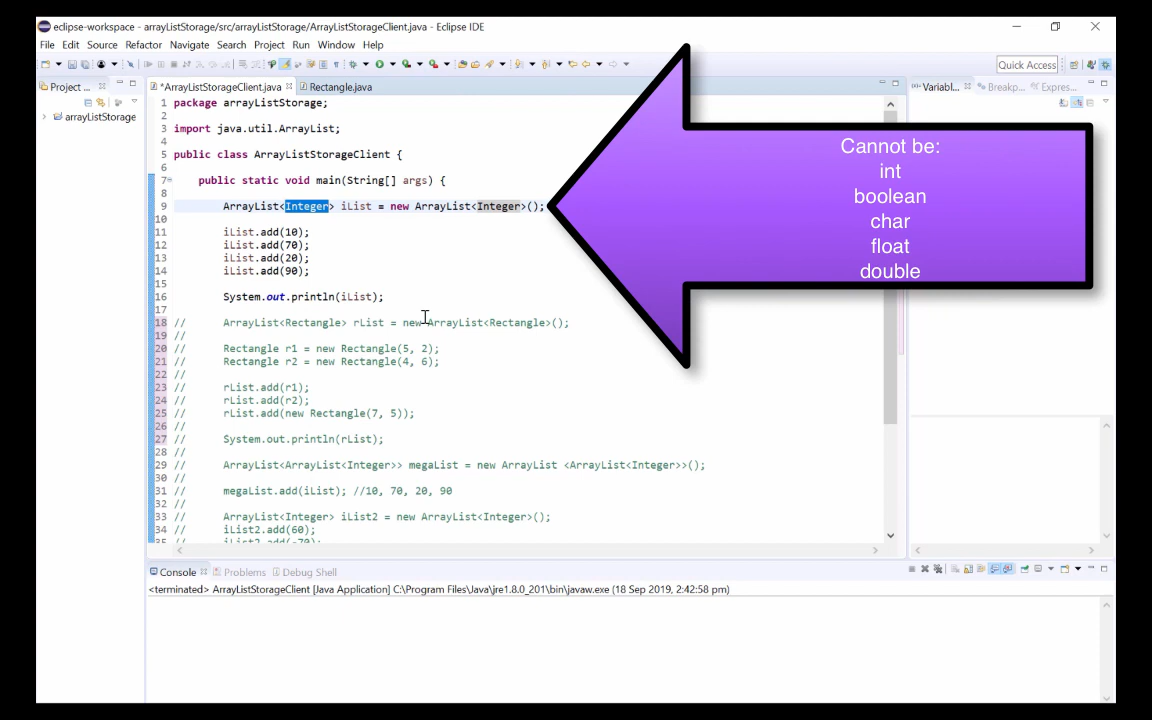 eclipse-workspace - arrayListStorage/src/arrayListStorage/ArrayListStorageClient.java - Eclipse IDE
File Edit Source Refactor Navigate Search Project Run Window Help
Quick Access
Project ...
*ArrayListStorageClient.java
Rectangle.java
Variabl...
Breakp...
Expres...
arrayListStorage
1 package arrayListStorage;
2
3 import java.util.ArrayList;
4
5 public class ArrayListStorageClient {
6
7 public static void main(String[] args) {
8
9 ArrayList<Integer> iList = new ArrayList<Integer>();
10
11 iList.add(10);
12 iList.add(70);
13 iList.add(20);
14 iList.add(90);
15
16 System.out.println(iList);
17
18 // ArrayList<Rectangle> rList = new ArrayList<Rectangle>();
19 //
20 // Rectangle r1 = new Rectangle(5, 2);
21 // Rectangle r2 = new Rectangle(4, 6);
22 //
23 // rList.add(r1);
24 // rList.add(r2);
25 // rList.add(new Rectangle(7, 5));
26 //
27 // System.out.println(rList);
28 //
29 // ArrayList<ArrayList<Integer>> megaList = new ArrayList <ArrayList<Integer>>();
30 //
31 // megaList.add(iList); //10, 70, 20, 90
32 //
33 // ArrayList<Integer> iList2 = new ArrayList<Integer>();
34 // iList2.add(60);
35 // iList2.add(-70);
Cannot be:
int
boolean
char
float
double
Console
Problems
Debug Shell
<terminated> ArrayListStorageClient [Java Application] C:\Program Files\Java\jre1.8.0_201\bin\javaw.exe (18 Sep 2019, 2:42:58 pm)